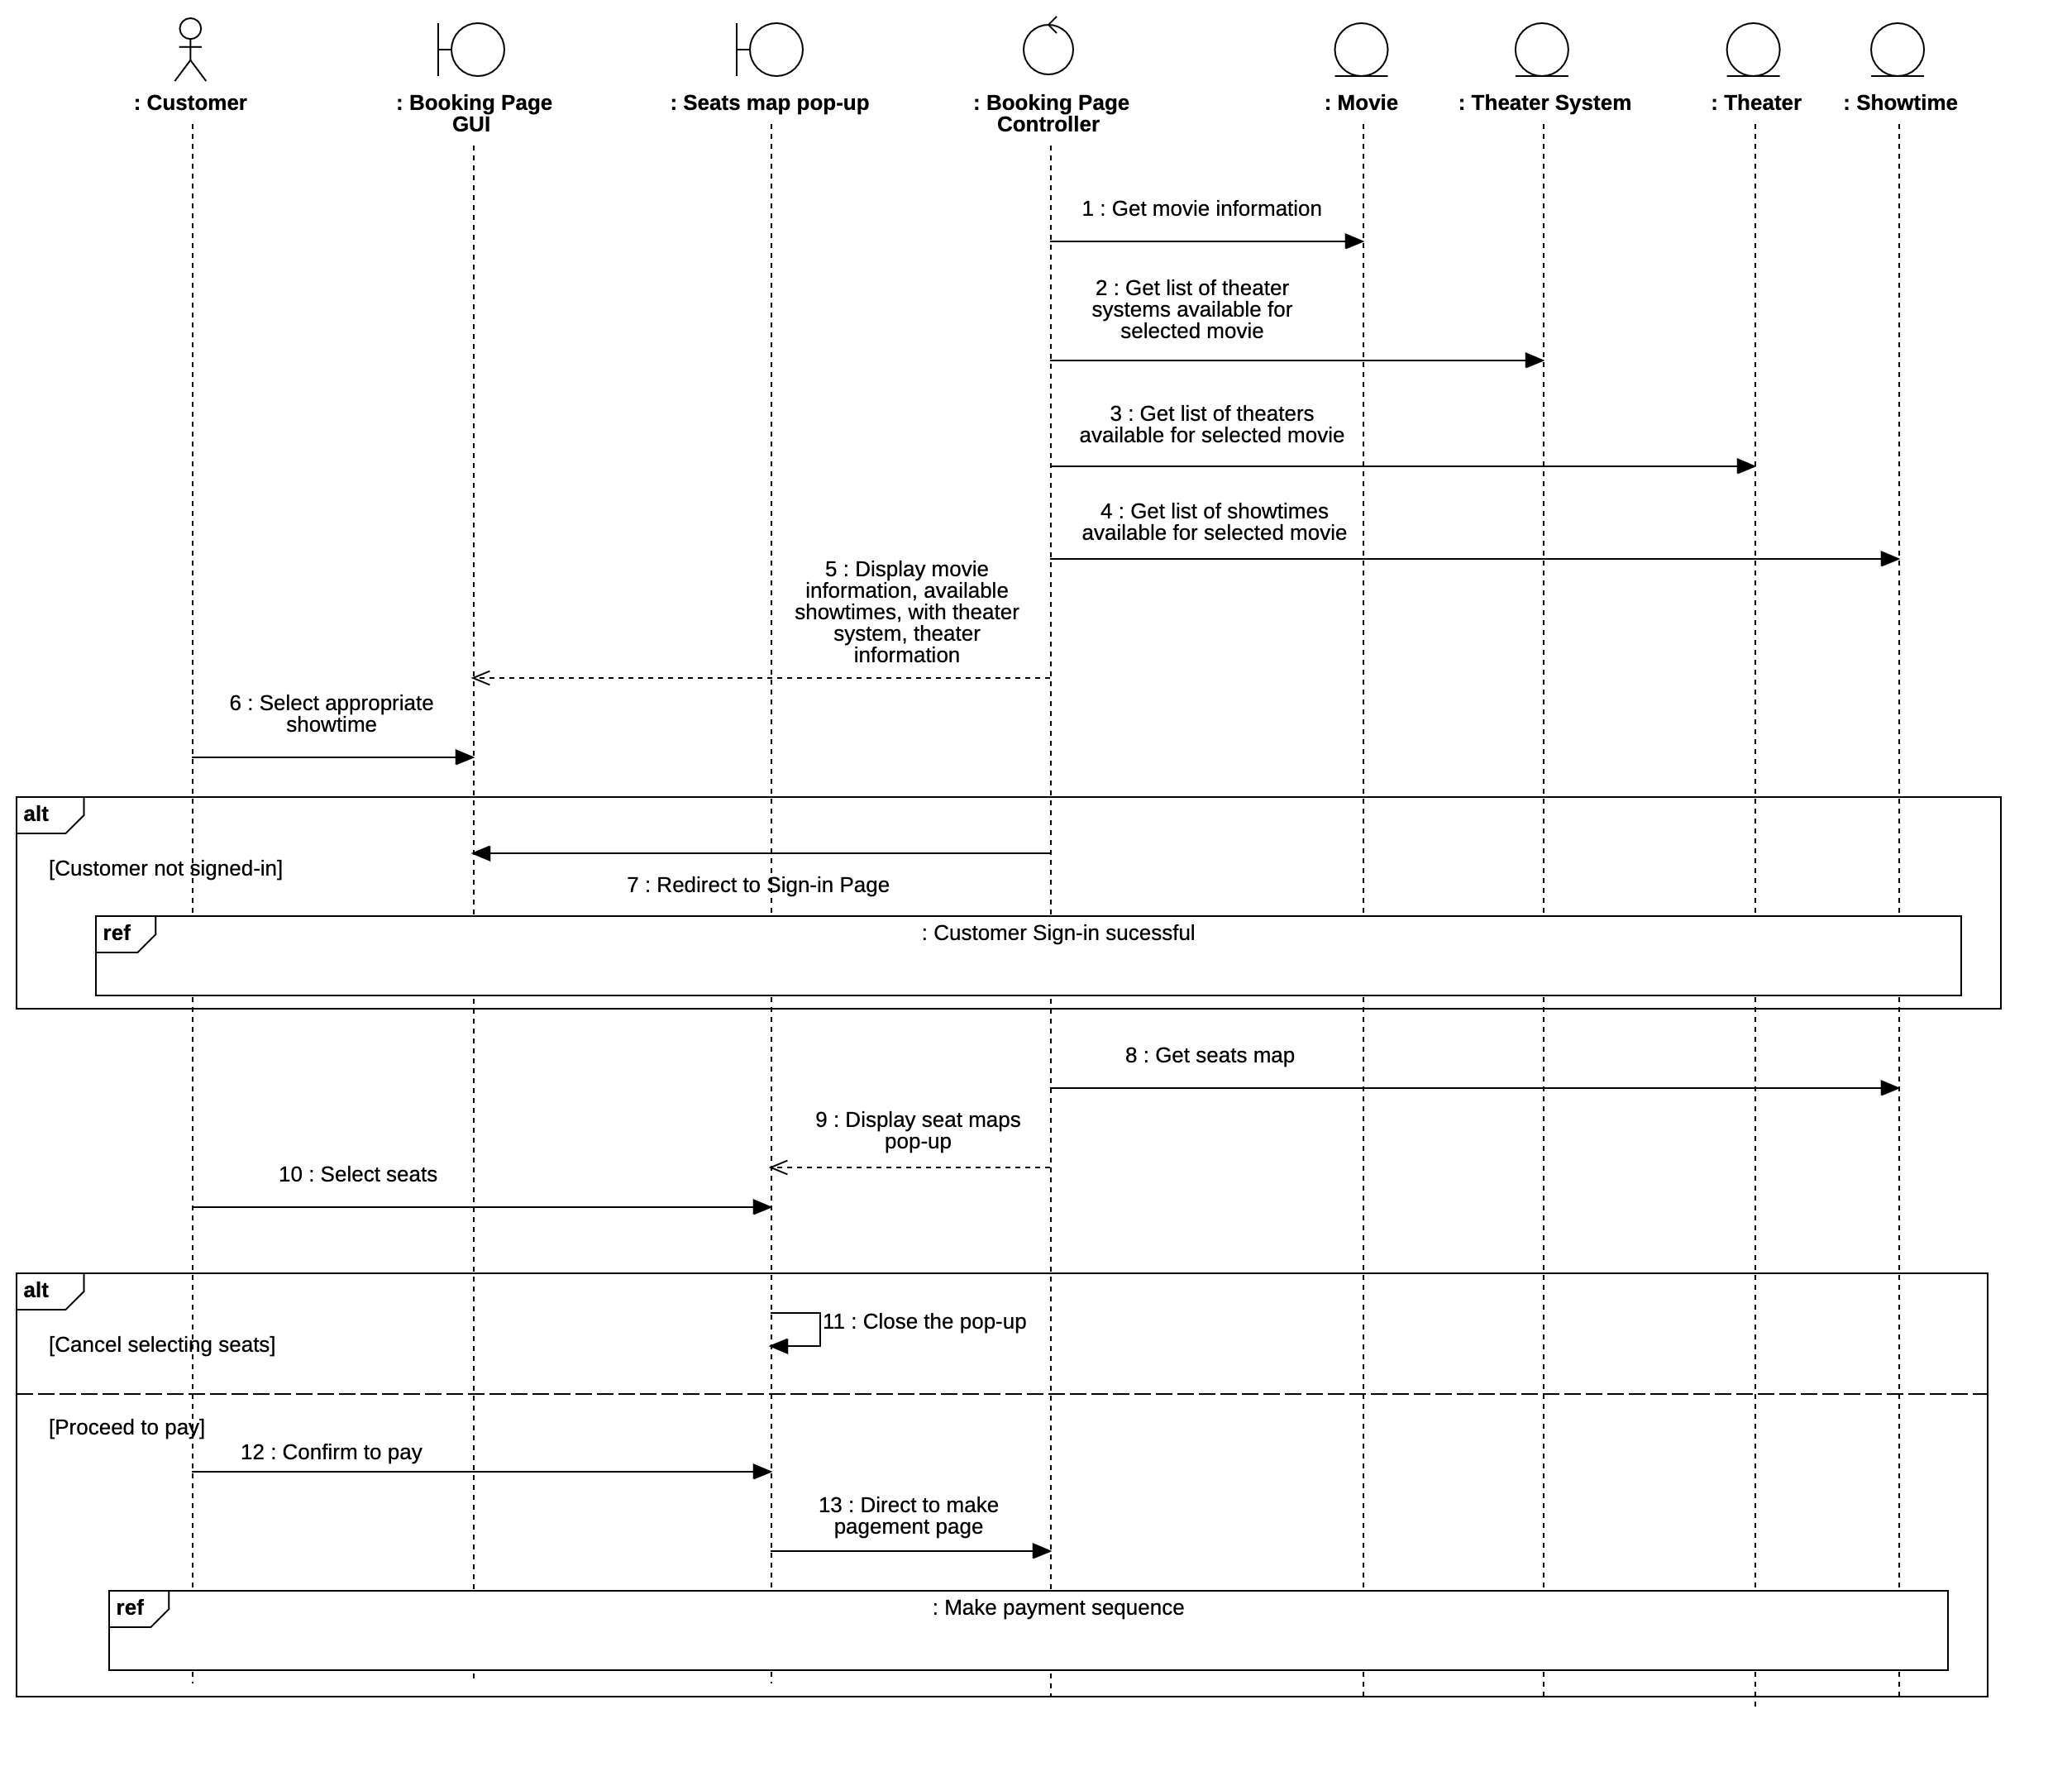 : Customer
: Booking Page
GUI
: Seats map pop-up
: Booking Page
Controller
: Movie
: Theater System
: Theater
: Showtime
1 : Get movie information
2 : Get list of theater
systems available for
selected movie
3 : Get list of theaters
available for selected movie
4 : Get list of showtimes
available for selected movie
5 : Display movie
information, available
showtimes, with theater
system, theater
information
6 : Select appropriate
showtime
alt
[Customer not signed-in]
7 : Redirect to Sign-in Page
ref
: Customer Sign-in sucessful
8 : Get seats map
9 : Display seat maps
pop-up
10 : Select seats
alt
11 : Close the pop-up
[Cancel selecting seats]
[Proceed to pay]
12 : Confirm to pay
13 : Direct to make
pagement page
ref
: Make payment sequence